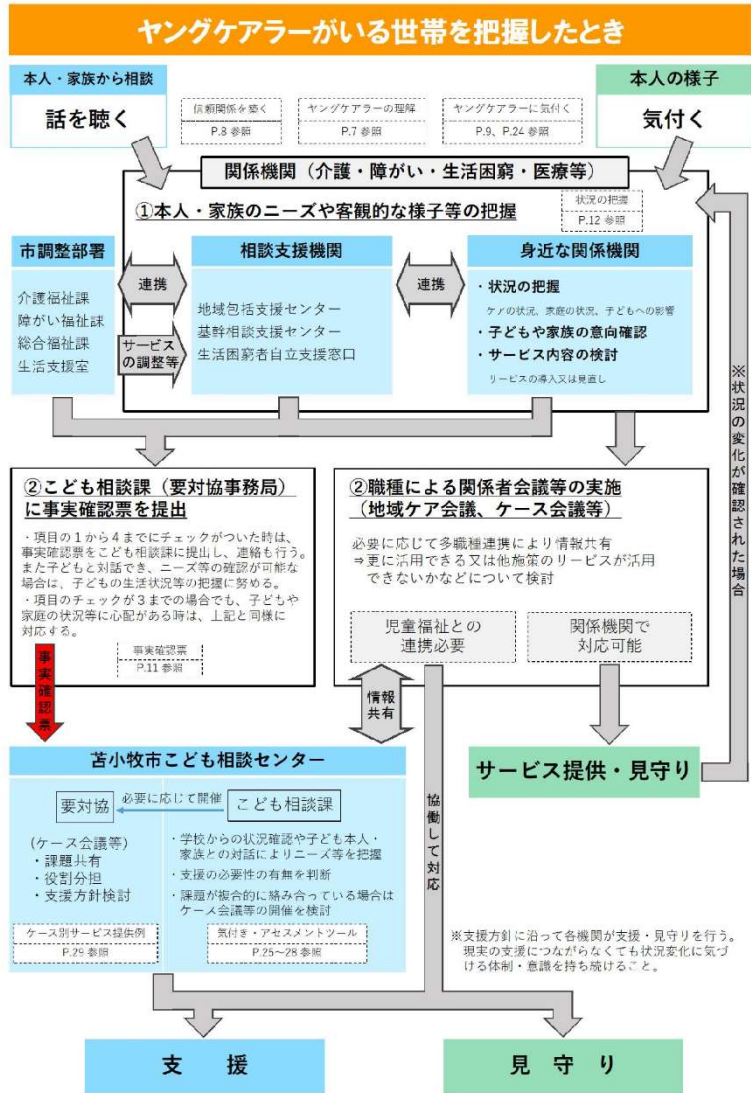 ヤングケアラーがいる世帯を把握したとき
本人・家族から相談
話を聴く
信頼関係を築く
P.8 参照
ヤングケアラーの理解
P.7 参照
ヤングケアラーに気付く
P.9、P.24 参照
本人の様子
気付く
関係機関（介護・障がい・生活困窮・医療等）
①本人・家族のニーズや客観的な様子等の把握
状況の把握
P.12 参照
市調整部署
介護福祉課
障がい福祉課
総合福祉課
生活支援室
連携
サービス
の調整等
相談支援機関
地域包括支援センター
基幹相談支援センター
生活困窮者自立支援窓口
連携
身近な関係機関
・状況の把握
ケアの状況、家庭の状況、子どもへの影響
・子どもや家族の意向確認
・サービス内容の検討
サービスの導入又は見直し
※状況の変化が確認された場合
②こども相談課（要対協事務局）
に事実確認票を提出
・項目の１から４までにチェックがついた時は、
事実確認票をこども相談課に提出し、連絡も行う。
また子どもと対話でき、ニーズ等の確認が可能な
場合は、子どもの生活状況等の把握に努める。
・項目のチェックが３までの場合でも、子どもや
家庭の状況等に心配がある時は、上記と同様に
対応する。
事実確認票
P.11 参照
事実確認票
②職種による関係者会議等の実施
（地域ケア会議、ケース会議等）
必要に応じて多職種連携により情報共有
⇒更に活用できる又は他施策のサービスが活用
できないかなどについて検討
児童福祉との
連携必要
関係機関で
対応可能
情報
共有
サービス提供・見守り
苫小牧市こども相談センター
要対協
必要に応じて開催
こども相談課
(ケース会議等)
・課題共有
・役割分担
・支援方針検討
ケース別サービス提供例
P.29 参照
・学校からの状況確認や子ども本人・
家族との対話によりニーズ等を把握
・支援の必要性の有無を判断
・課題が複合的に絡み合っている場合は
ケース会議等の開催を検討
気付き・アセスメントツール
P.25～28 参照
協働して対応
※支援方針に沿って各機関が支援・見守りを行う。
現実の支援につながらなくても状況変化に気づ
ける体制・意識を持ち続けること。
支　援
見 守 り